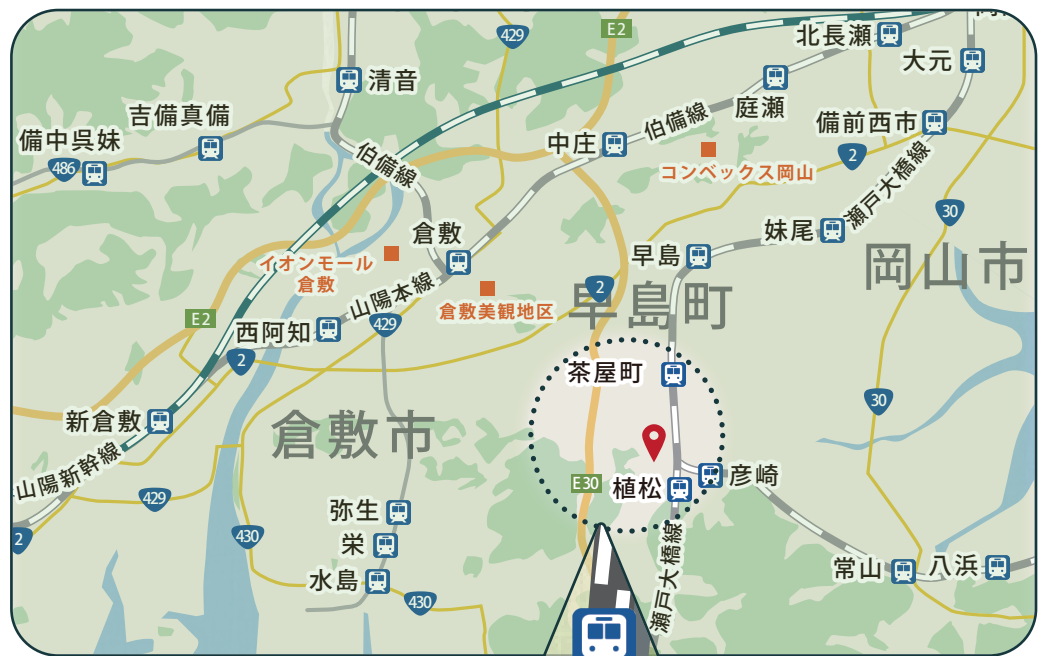 429
E2
北長瀬
大元
清音
庭瀬
吉備真備
備中呉妹
486
伯備線
中庄
伯備線
備前西市
2
コンベックス岡山
瀬戸大橋線
30
倉敷
妹尾
早島
岡山市
イオンモール
倉敷
山陽本線
倉敷美観地区
2
早島町
E2
西阿知
429
2
茶屋町
30
新倉敷
倉敷市
山陽新幹線
429
E30
植松
彦崎
弥生
430
栄
2
水島
430
瀬戸大橋線
常山
八浜